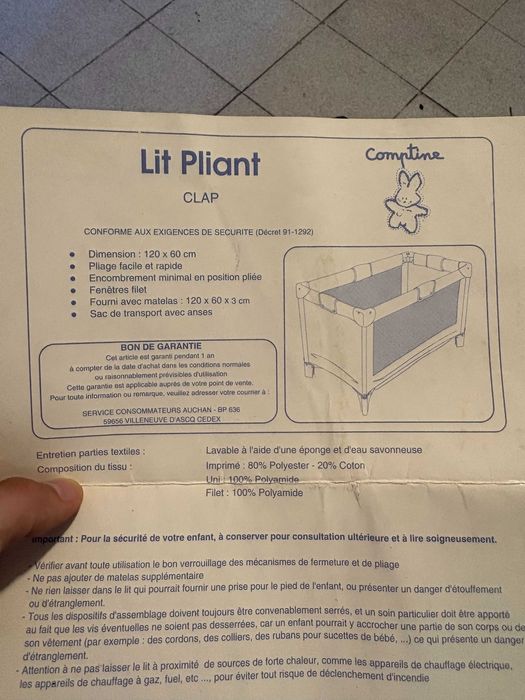 Lit Pliant
Comptine
CLAP
CONFORME AUX EXIGENCES DE SECURITE (Décret 91-1292)
• Dimension : 120 x 60 cm
• Pliage facile et rapide
• Encombrement minimal en position pliée
• Fenêtres filet
• Fourni avec matelas : 120 x 60 x 3 cm
• Sac de transport avec anses
BON DE GARANTIE
Cet article est garanti pendant 1 an
à compter de la date d'achat dans les conditions normales
ou raisonnablement prévisibles d'utilisation
Cette garantie est applicable auprès de votre point de vente.
Pour toute information ou remarque, veuillez adresser votre courrier à :
SERVICE CONSOMMATEURS AUCHAN - BP 636
59656 VILLENEUVE D'ASCQ CEDEX
Entretien parties textiles : Lavable à l'aide d'une éponge et d'eau savonneuse
Composition du tissu : Imprimé : 80% Polyester - 20% Coton
Uni : 100% Polyamide
Filet : 100% Polyamide
Important : Pour la sécurité de votre enfant, à conserver pour consultation ultérieure et à lire soigneusement.
- Vérifier avant toute utilisation le bon verrouillage des mécanismes de fermeture et de pliage
- Ne pas ajouter de matelas supplémentaire
- Ne rien laisser dans le lit qui pourrait fournir une prise pour le pied de l'enfant, ou présenter un danger d'étouffement
ou d'étranglement.
- Tous les dispositifs d'assemblage doivent toujours être convenablement serrés, et un soin particulier doit être apporté
au fait que les vis éventuelles ne soient pas desserrées, car un enfant pourrait y accrocher une partie de son corps ou de
son vêtement (par exemple : des cordons, des colliers, des rubans pour sucettes de bébé, ...) ce qui présente un danger
d'étranglement.
- Attention à ne pas laisser le lit à proximité de sources de forte chaleur, comme les appareils de chauffage électrique,
les appareils de chauffage à gaz, fuel, etc ..., pour éviter tout risque de déclenchement d'incendie